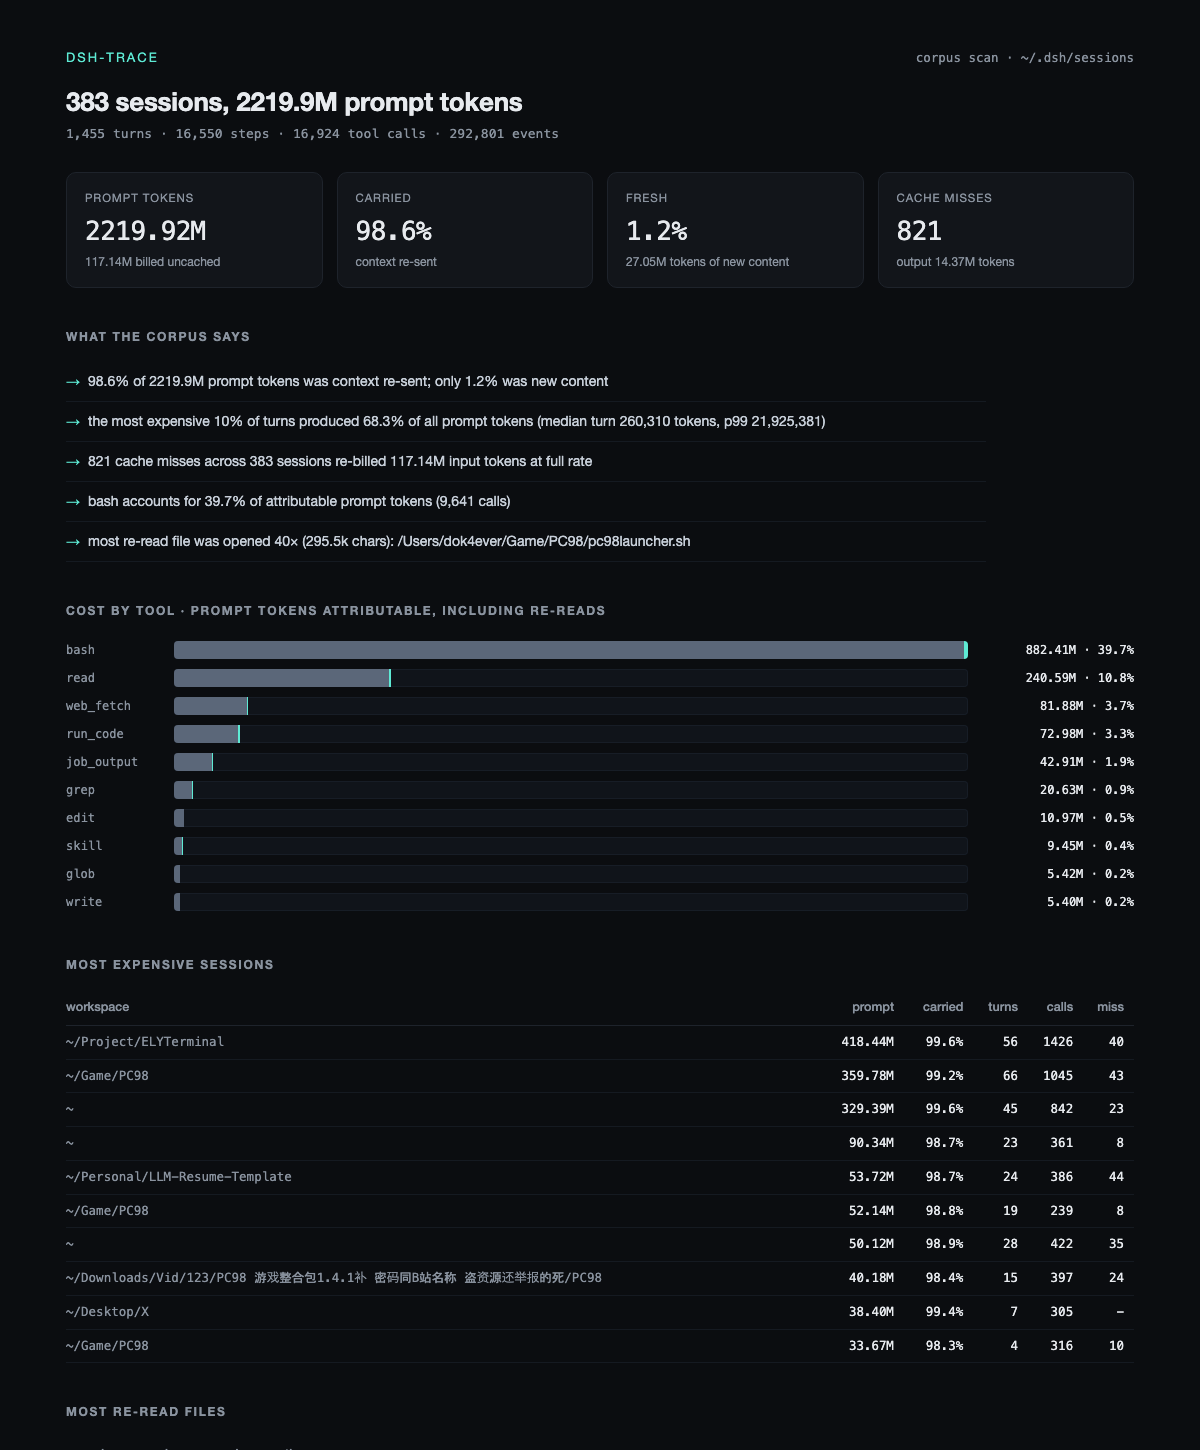 DSH-TRACE
corpus scan · ~/.dsh/sessions
383 sessions, 2219.9M prompt tokens
1,455 turns · 16,550 steps · 16,924 tool calls · 292,801 events
PROMPT TOKENS
2219.92M
117.14M billed uncached
CARRIED
98.6%
context re-sent
FRESH
1.2%
27.05M tokens of new content
CACHE MISSES
821
output 14.37M tokens
WHAT THE CORPUS SAYS
→ 98.6% of 2219.9M prompt tokens was context re-sent; only 1.2% was new content
→ the most expensive 10% of turns produced 68.3% of all prompt tokens (median turn 260,310 tokens, p99 21,925,381)
→ 821 cache misses across 383 sessions re-billed 117.14M input tokens at full rate
→ bash accounts for 39.7% of attributable prompt tokens (9,641 calls)
→ most re-read file was opened 40× (295.5k chars): /Users/dok4ever/Game/PC98/pc98launcher.sh
COST BY TOOL · PROMPT TOKENS ATTRIBUTABLE, INCLUDING RE-READS
bash 882.41M · 39.7%
read 240.59M · 10.8%
web_fetch 81.88M · 3.7%
run_code 72.98M · 3.3%
job_output 42.91M · 1.9%
grep 20.63M · 0.9%
edit 10.97M · 0.5%
skill 9.45M · 0.4%
glob 5.42M · 0.2%
write 5.40M · 0.2%
MOST EXPENSIVE SESSIONS
workspace prompt carried turns calls miss
~/Project/ELYTerminal 418.44M 99.6% 56 1426 40
~/Game/PC98 359.78M 99.2% 66 1045 43
~ 329.39M 99.6% 45 842 23
~ 90.34M 98.7% 23 361 8
~/Personal/LLM-Resume-Template 53.72M 98.7% 24 386 44
~/Game/PC98 52.14M 98.8% 19 239 8
~ 50.12M 98.9% 28 422 35
~/Downloads/Vid/123/PC98 游戏整合包1.4.1补 密码同B站名称 盗资源还举报的死/PC98 40.18M 98.4% 15 397 24
~/Desktop/X 38.40M 99.4% 7 305 –
~/Game/PC98 33.67M 98.3% 4 316 10
MOST RE-READ FILES